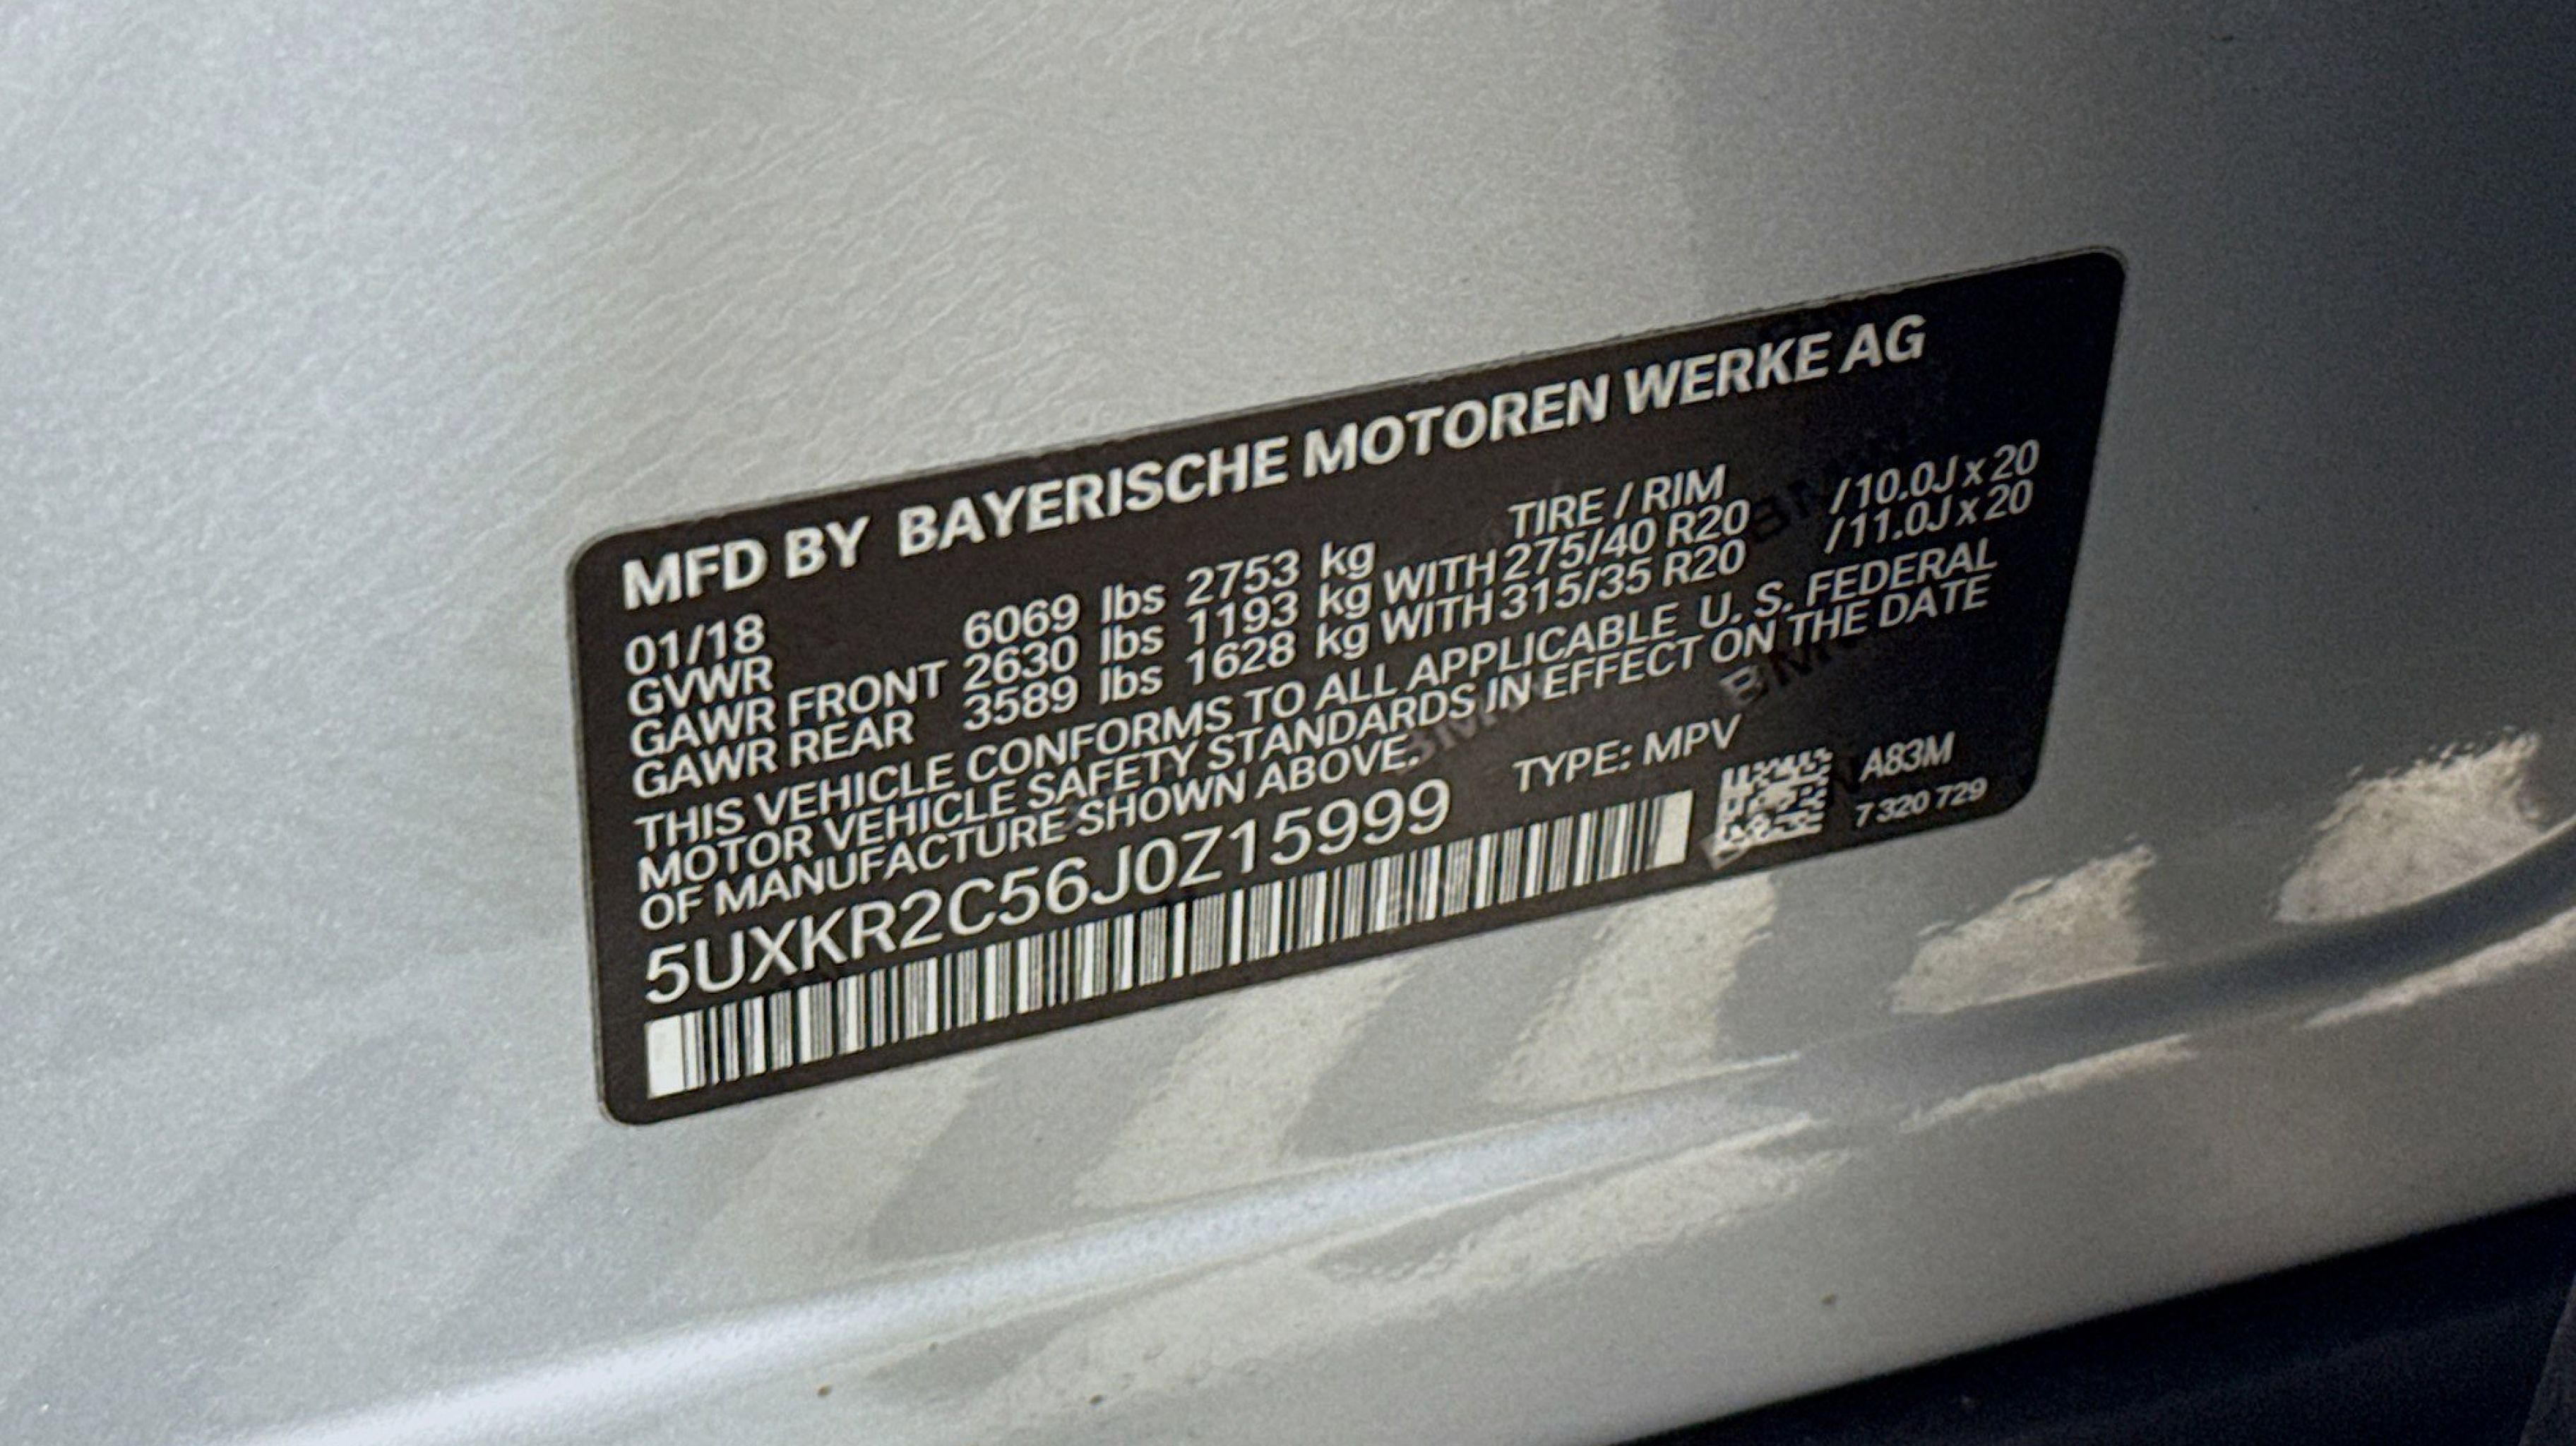 MFD BY BAYERISCHE MOTOREN WERKE AG
01/18 TIRE / RIM
GVWR 6069 lbs 2753 kg
GAWR FRONT 2630 lbs 1193 kg WITH 275/40 R20 /10.0J x 20
GAWR REAR 3589 lbs 1628 kg WITH 315/35 R20 /11.0J x 20
THIS VEHICLE CONFORMS TO ALL APPLICABLE U. S. FEDERAL
MOTOR VEHICLE SAFETY STANDARDS IN EFFECT ON THE DATE
OF MANUFACTURE SHOWN ABOVE.
5UXKR2C56J0Z15999 TYPE: MPV
A83M
7 320 729